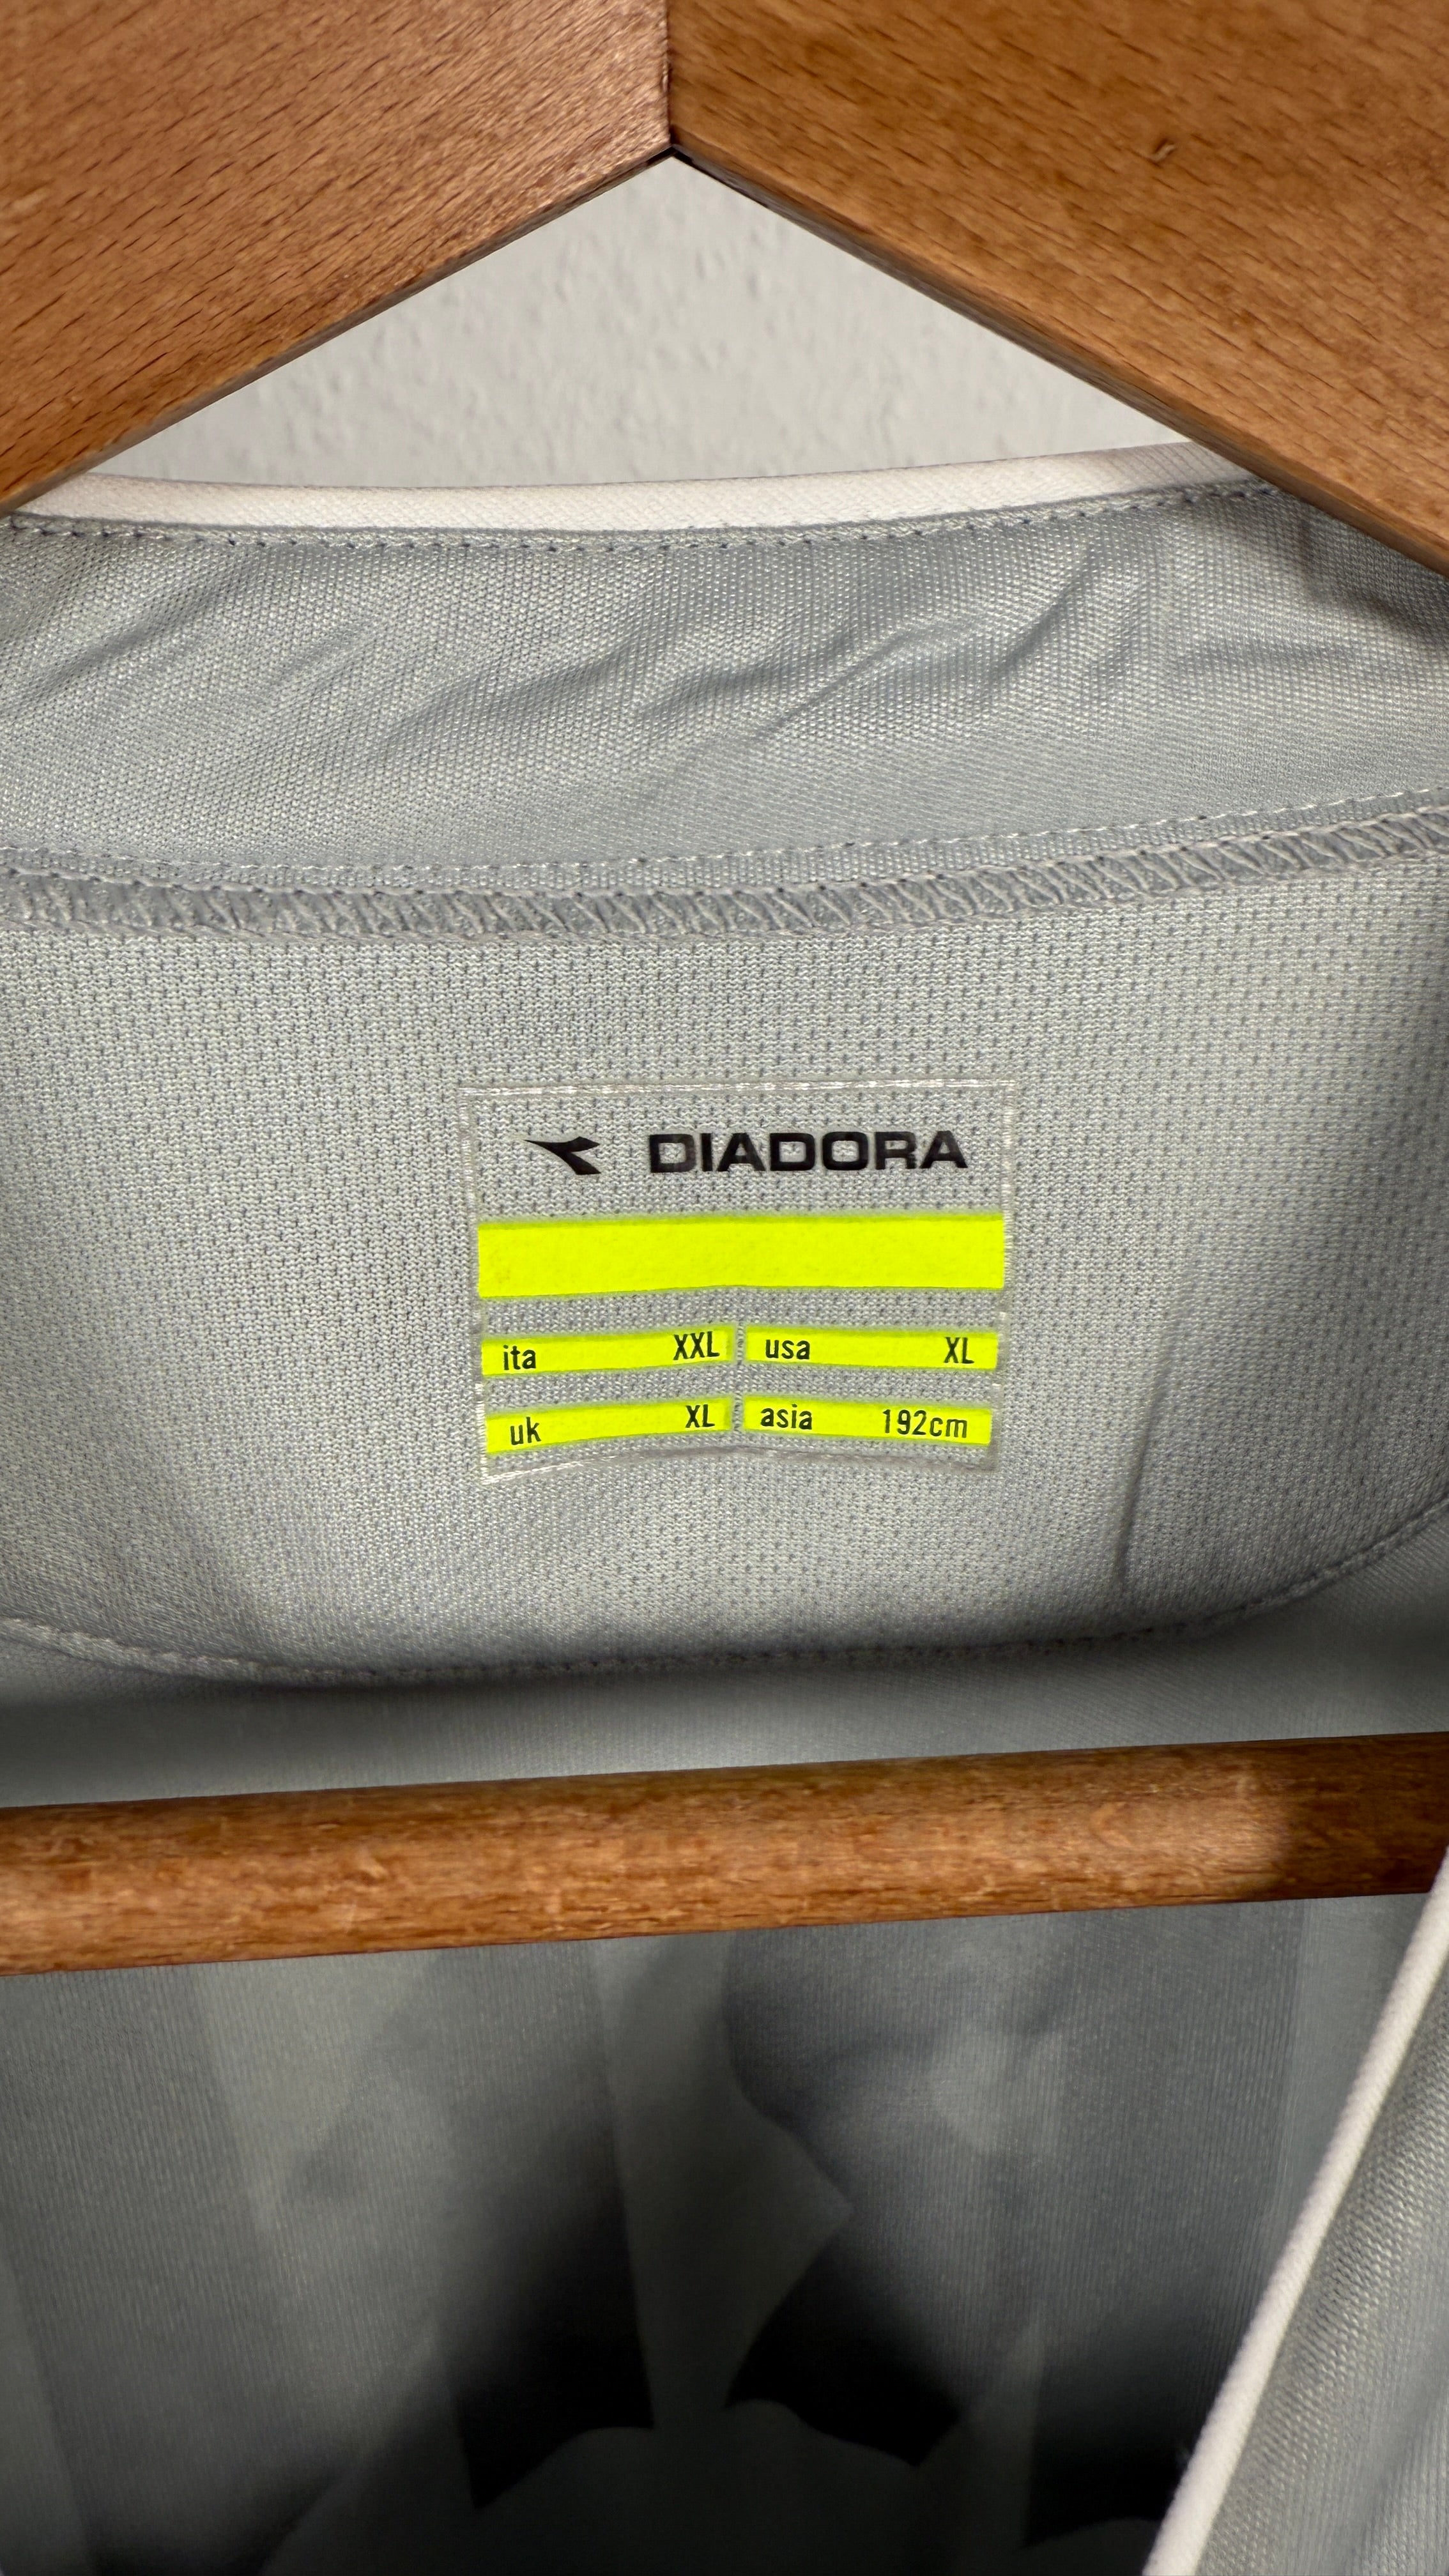 DIADORA
ita XXL usa XL
uk XL asia 192cm